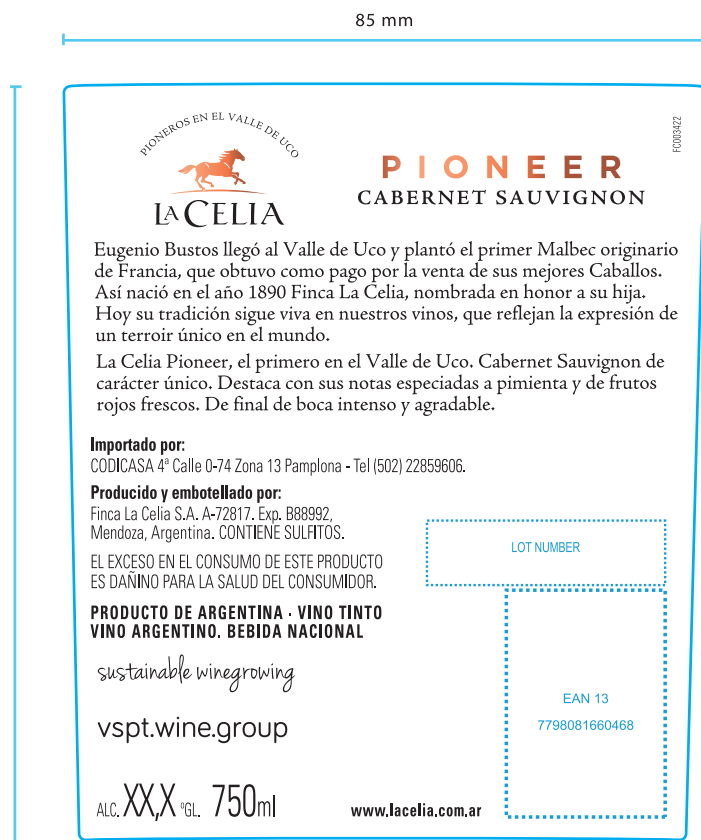 85 mm
PIONEROS EN EL VALLE DE UCO
LA CELIA
PIONEER
CABERNET SAUVIGNON
FC003422
Eugenio Bustos llegó al Valle de Uco y plantó el primer Malbec originario
de Francia, que obtuvo como pago por la venta de sus mejores Caballos.
Así nació en el año 1890 Finca La Celia, nombrada en honor a su hija.
Hoy su tradición sigue viva en nuestros vinos, que reflejan la expresión de
un terroir único en el mundo.
La Celia Pioneer, el primero en el Valle de Uco. Cabernet Sauvignon de
carácter único. Destaca con sus notas especiadas a pimienta y de frutos
rojos frescos. De final de boca intenso y agradable.
Importado por:
CODICASA 4ª Calle 0-74 Zona 13 Pamplona - Tel (502) 22859606.
Producido y embotellado por:
Finca La Celia S.A. A-72817. Exp. B88992,
Mendoza, Argentina. CONTIENE SULFITOS.
EL EXCESO EN EL CONSUMO DE ESTE PRODUCTO
ES DAÑINO PARA LA SALUD DEL CONSUMIDOR.
PRODUCTO DE ARGENTINA · VINO TINTO
VINO ARGENTINO. BEBIDA NACIONAL
sustainable winegrowing
vspt.wine.group
ALC. XX,X ºGL. 750ml
www.lacelia.com.ar
LOT NUMBER
EAN 13
7798081660468